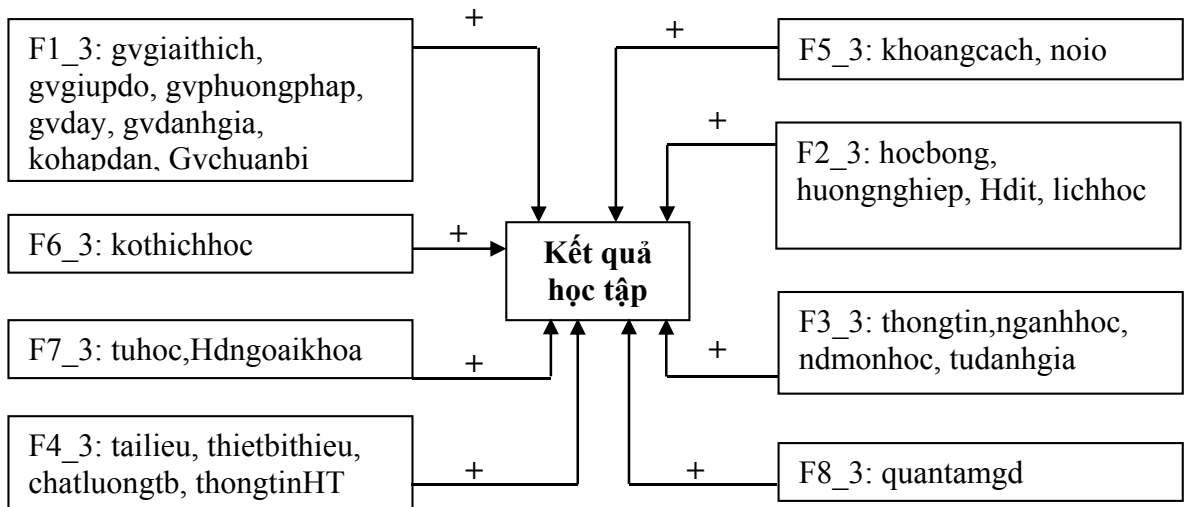 +
F1_3: gvgiaithich,
gvgiupdo, gvphuongphap,
gvday, gvdanhgia,
kohapdan, Gvchuanbi
+
F5_3: khoangcach, noio
+
F2_3: hocbong,
huongnghiep, Hdit, lichhoc
F6_3: kothichhoc
+
Kết quả
học tập
F7_3: tuhoc,Hdngoaikhoa
+
F3_3: thongtin,nganhhoc,
ndmonhoc, tudanhgia
+
F4_3: tailieu, thietbithieu,
chatluongtb, thongtinHT
+
F8_3: quantamgd
+